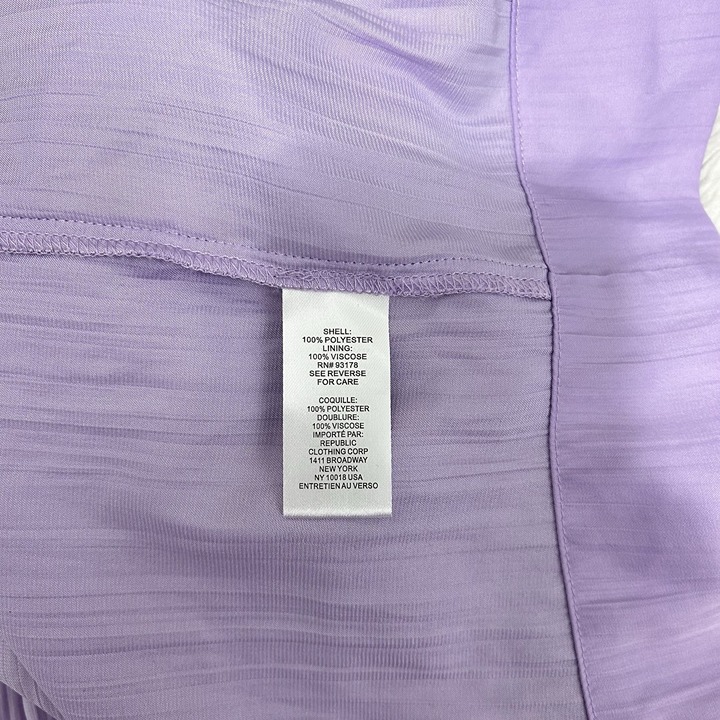 SHELL:
100% POLYESTER
LINING:
100% VISCOSE
RN# 93178
SEE REVERSE
FOR CARE
COQUILLE:
100% POLYESTER
DOUBLURE:
100% VISCOSE
IMPORTÉ PAR:
REPUBLIC
CLOTHING CORP
1411 BROADWAY
NEW YORK
NY 10018 USA
ENTRETIEN AU VERSO